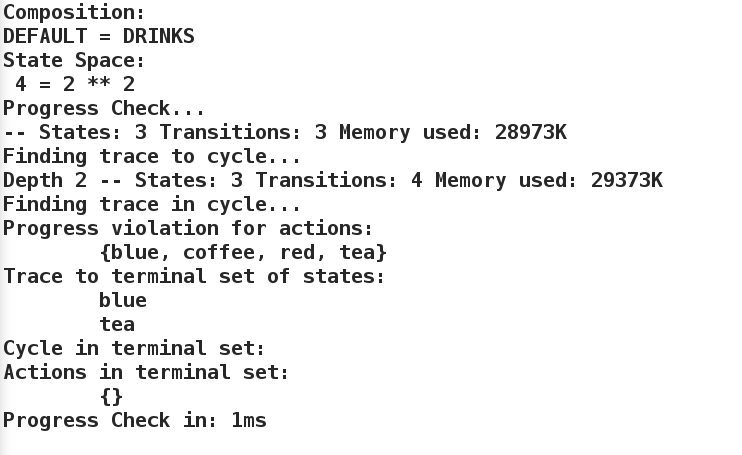 Composition:
DEFAULT = DRINKS
State Space:
 4 = 2 ** 2
Progress Check...
-- States: 3 Transitions: 3 Memory used: 28973K
Finding trace to cycle...
Depth 2 -- States: 3 Transitions: 4 Memory used: 29373K
Finding trace in cycle...
Progress violation for actions:
        {blue, coffee, red, tea}
Trace to terminal set of states:
        blue
        tea
Cycle in terminal set:
Actions in terminal set:
        {}
Progress Check in: 1ms